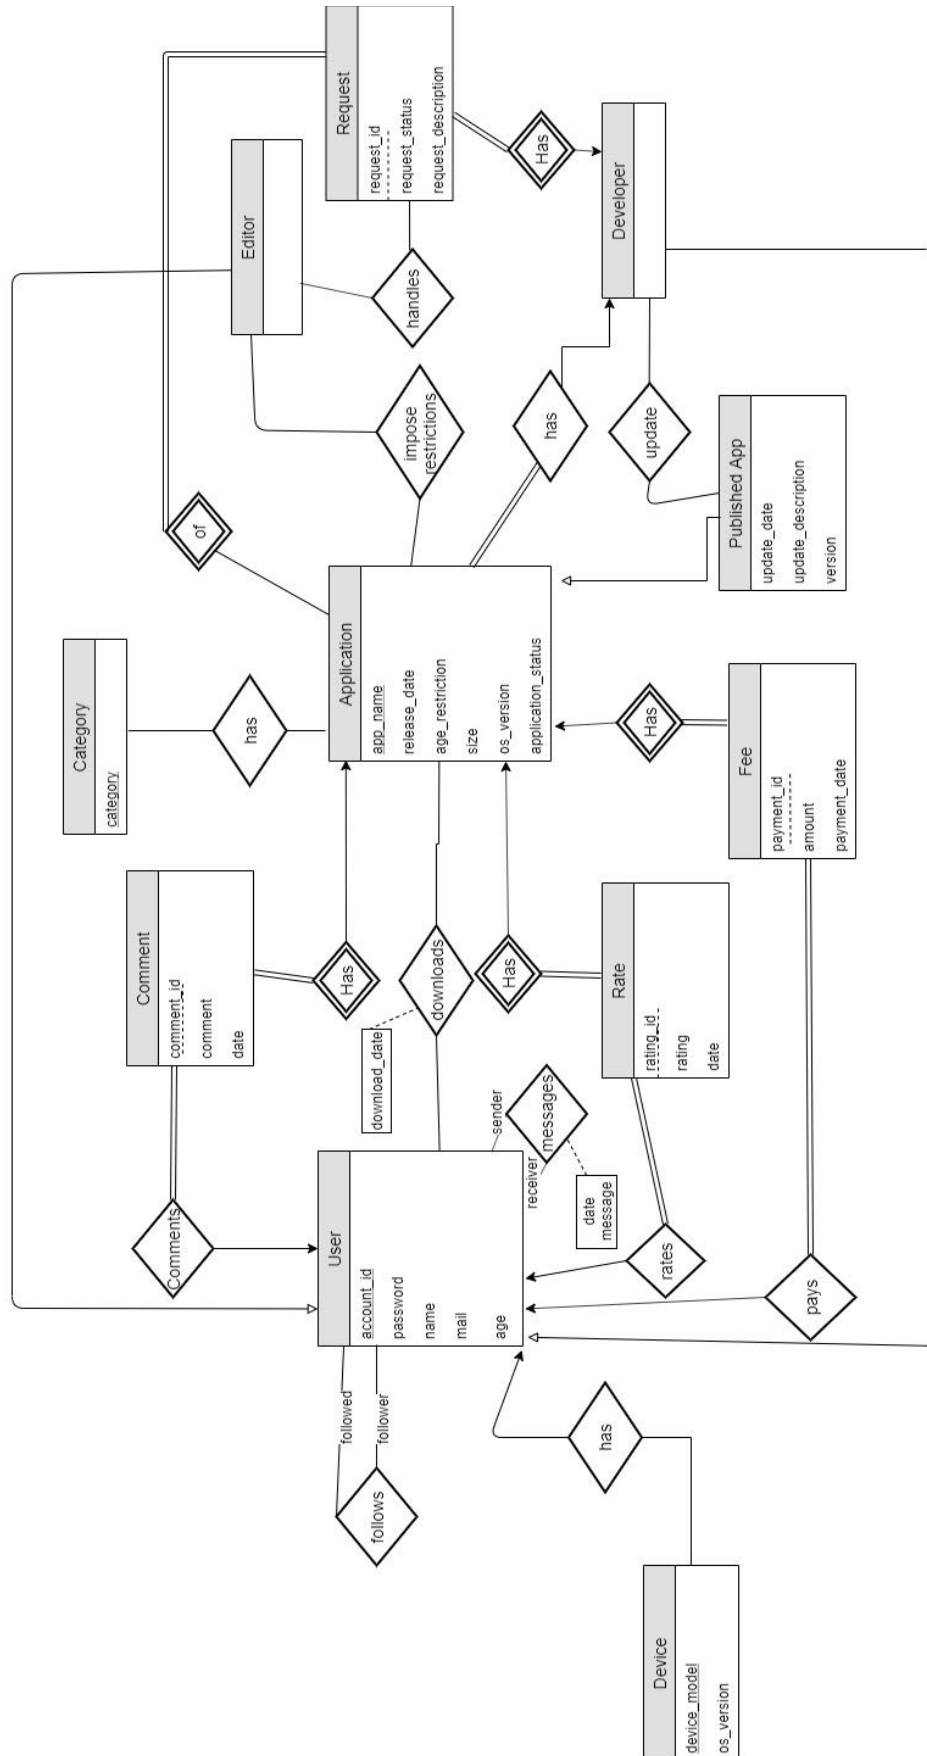 Device
device_model
os_version
follows
followed
follower
has
User
account_id
password
name
mail
age
Comments
pays
rates
receiver
sender
messages
date
message
download_date
downloads
Comment
comment_id
comment
date
Has
Has
Rate
rating_id
rating
date
Category
category
has
Application
app_name
release_date
age_restriction
size
os_version
application_status
Has
Fee
payment_id
amount
payment_date
of
impose
restrictions
has
update
Published App
update_date
update_description
version
Editor
handles
Request
request_id
request_status
request_description
Has
Developer